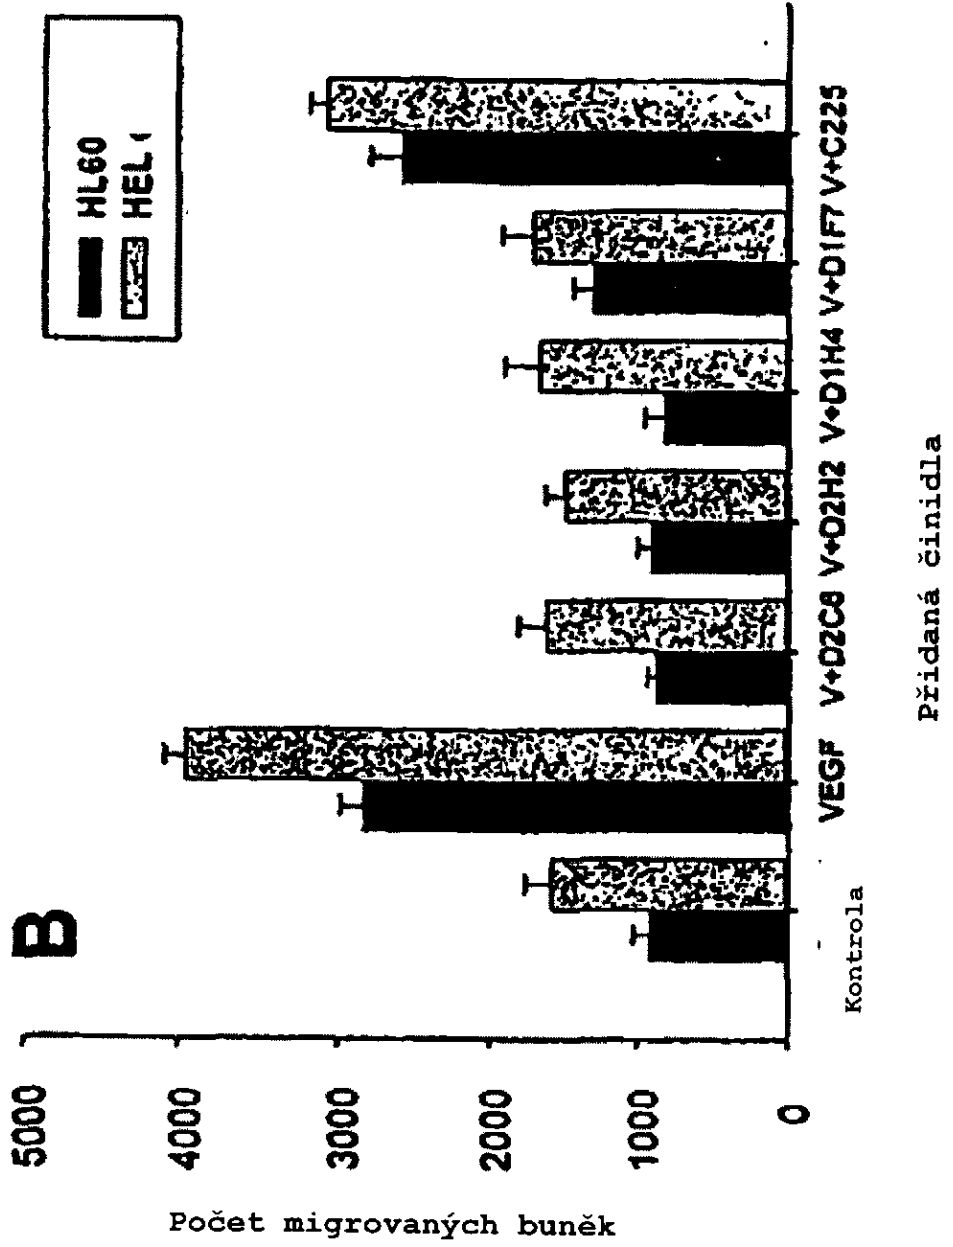 B
HL60
HEL
5000
4000
3000
2000
1000
0
Počet migrovaných buněk
Kontrola
VEGF
V+D2C6
V+D2H2
V+D1H4
V+D1F7
V+C225
Přidaná činidla